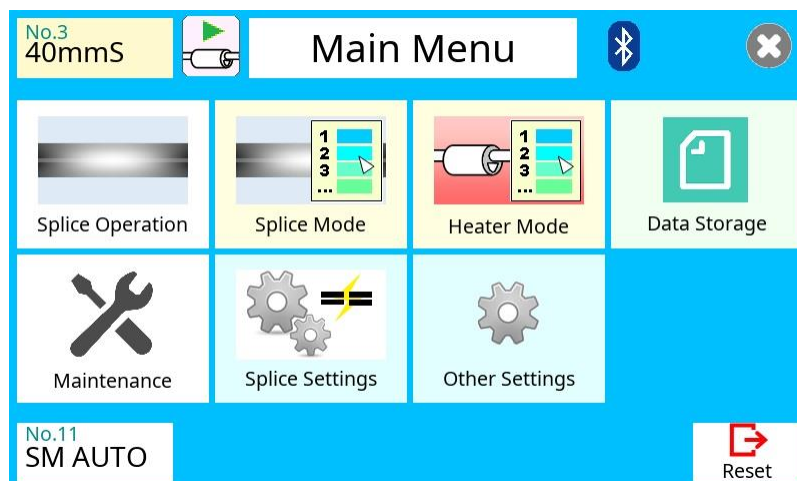 No.3
40mmS
Main Menu
1
2
3
...
1
2
3
...
Splice Operation
Splice Mode
Heater Mode
Data Storage
Maintenance
Splice Settings
Other Settings
No.11
SM AUTO
Reset